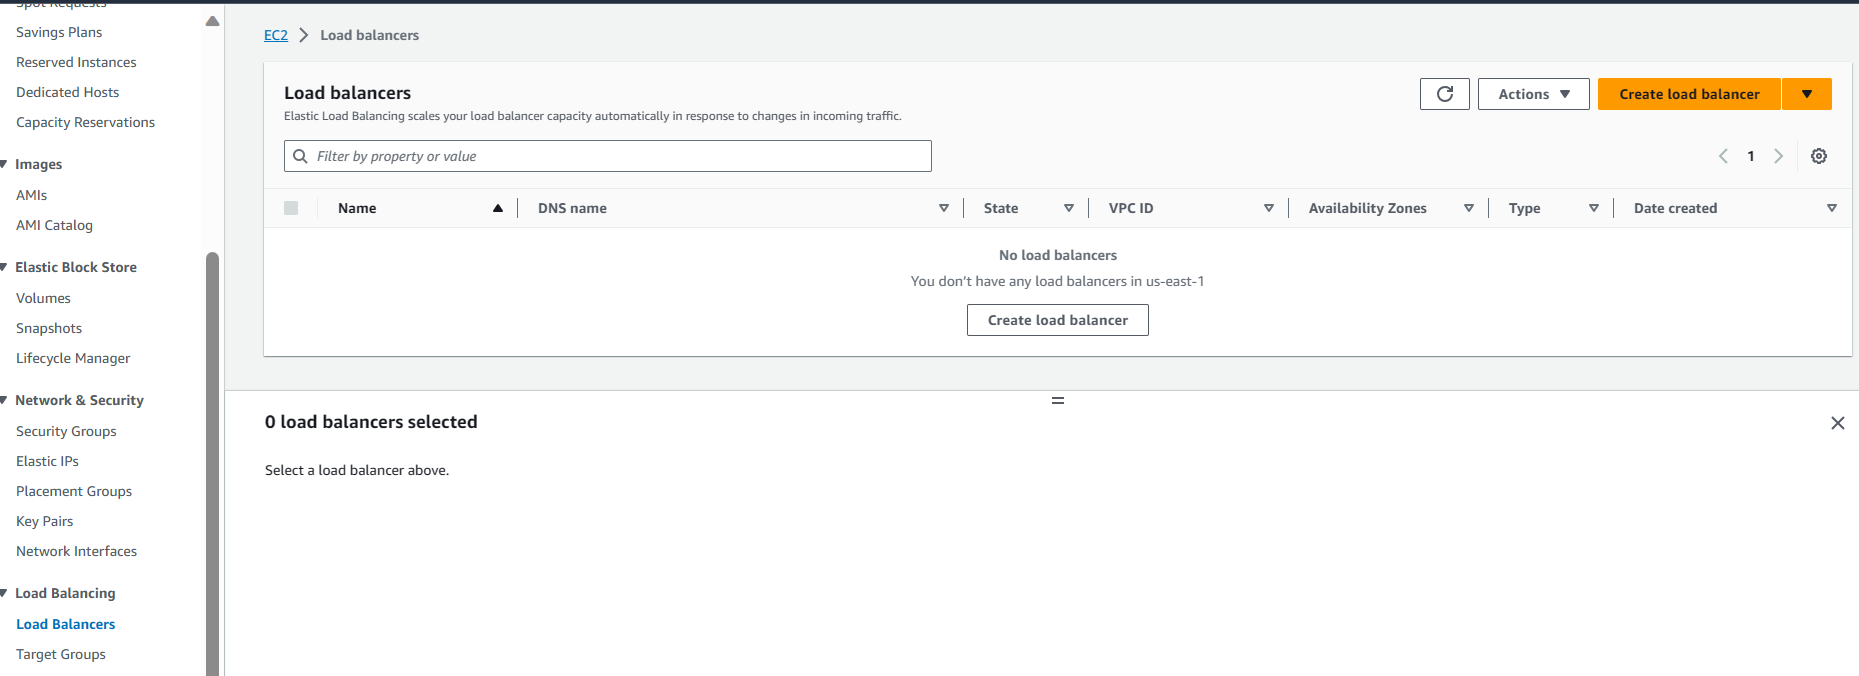 Spot Requests
Savings Plans
Reserved Instances
Dedicated Hosts
Capacity Reservations
Images
AMIs
AMI Catalog
Elastic Block Store
Volumes
Snapshots
Lifecycle Manager
Network & Security
Security Groups
Elastic IPs
Placement Groups
Key Pairs
Network Interfaces
Load Balancing
Load Balancers
Target Groups
EC2 > Load balancers
Load balancers
Elastic Load Balancing scales your load balancer capacity automatically in response to changes in incoming traffic.
Actions
Create load balancer
Filter by property or value
1
Name DNS name State VPC ID Availability Zones Type Date created
No load balancers
You don't have any load balancers in us-east-1
Create load balancer
0 load balancers selected
Select a load balancer above.